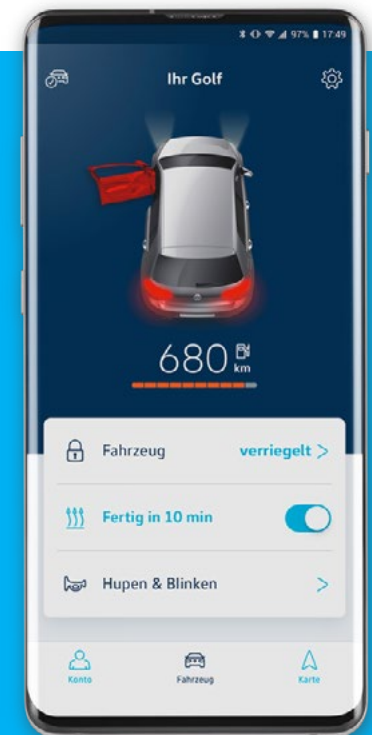 97% 17:49
Ihr Golf
680 km
Fahrzeug verriegelt >
Fertig in 10 min
Hupen & Blinken >
Konto Fahrzeug Karte